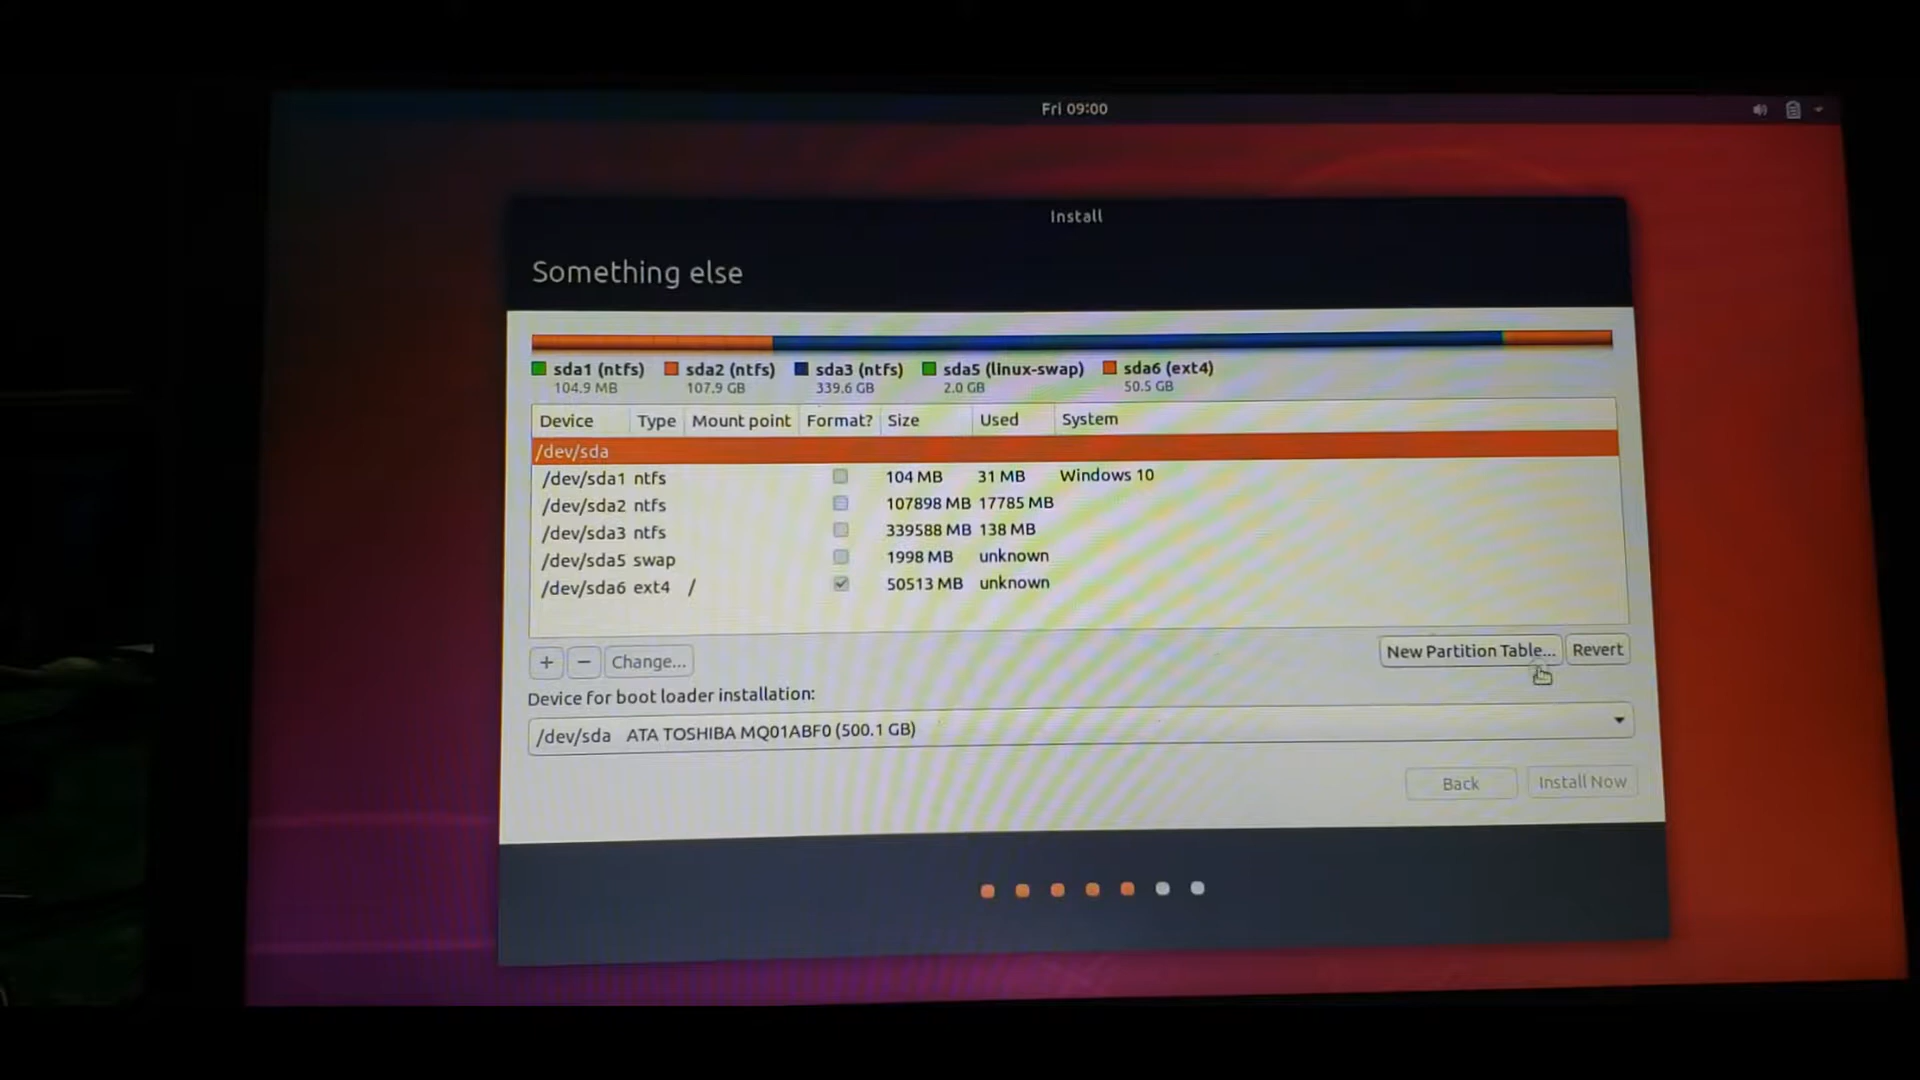 Fri 09:00
Install
Something else
sda1 (ntfs) sda2 (ntfs) sda3 (ntfs) sda5 (linux-swap) sda6 (ext4)
104.9 MB 107.9 GB 339.6 GB 2.0 GB 50.5 GB
Device Type Mount point Format? Size Used System
/dev/sda
/dev/sda1 ntfs 104 MB 31 MB Windows 10
/dev/sda2 ntfs 107898 MB 17785 MB
/dev/sda3 ntfs 339588 MB 138 MB
/dev/sda5 swap 1998 MB unknown
/dev/sda6 ext4 / 50513 MB unknown
+ − Change... New Partition Table... Revert
Device for boot loader installation:
/dev/sda ATA TOSHIBA MQ01ABF0 (500.1 GB)
Back Install Now